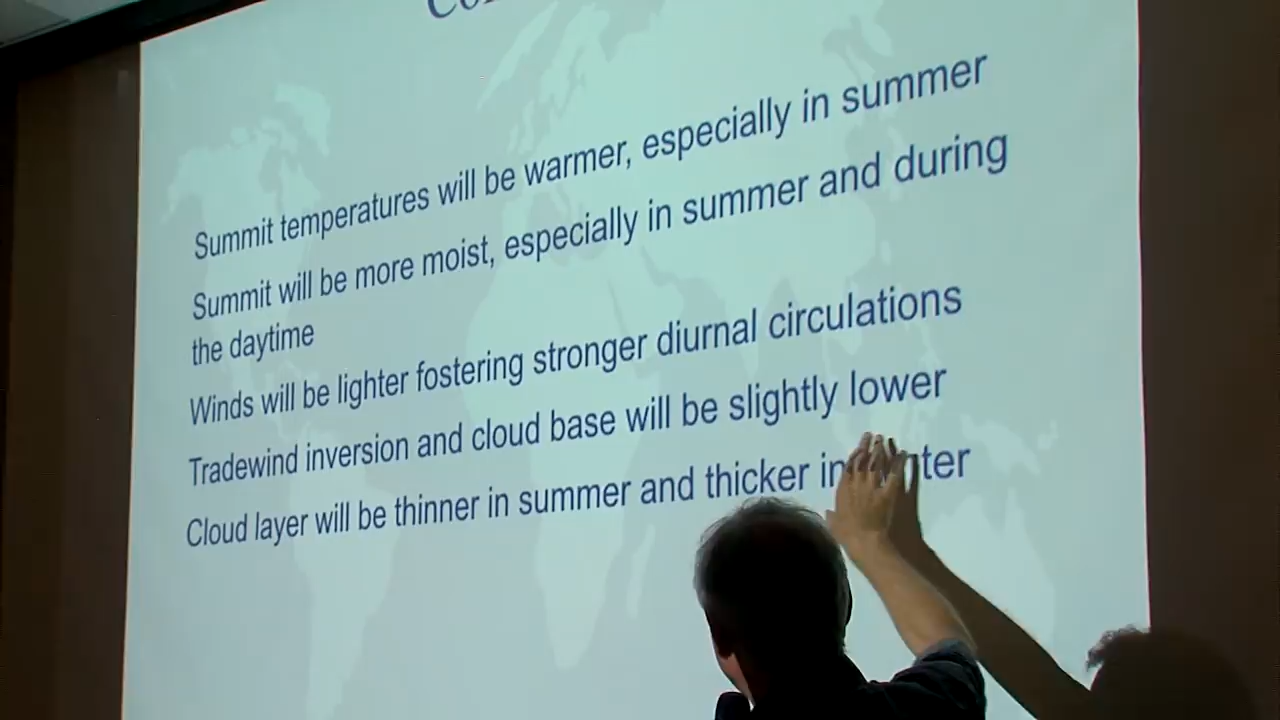 Summit temperatures will be warmer, especially in summer
Summit will be more moist, especially in summer and during
the daytime
Winds will be lighter fostering stronger diurnal circulations
Tradewind inversion and cloud base will be slightly lower
Cloud layer will be thinner in summer and thicker in